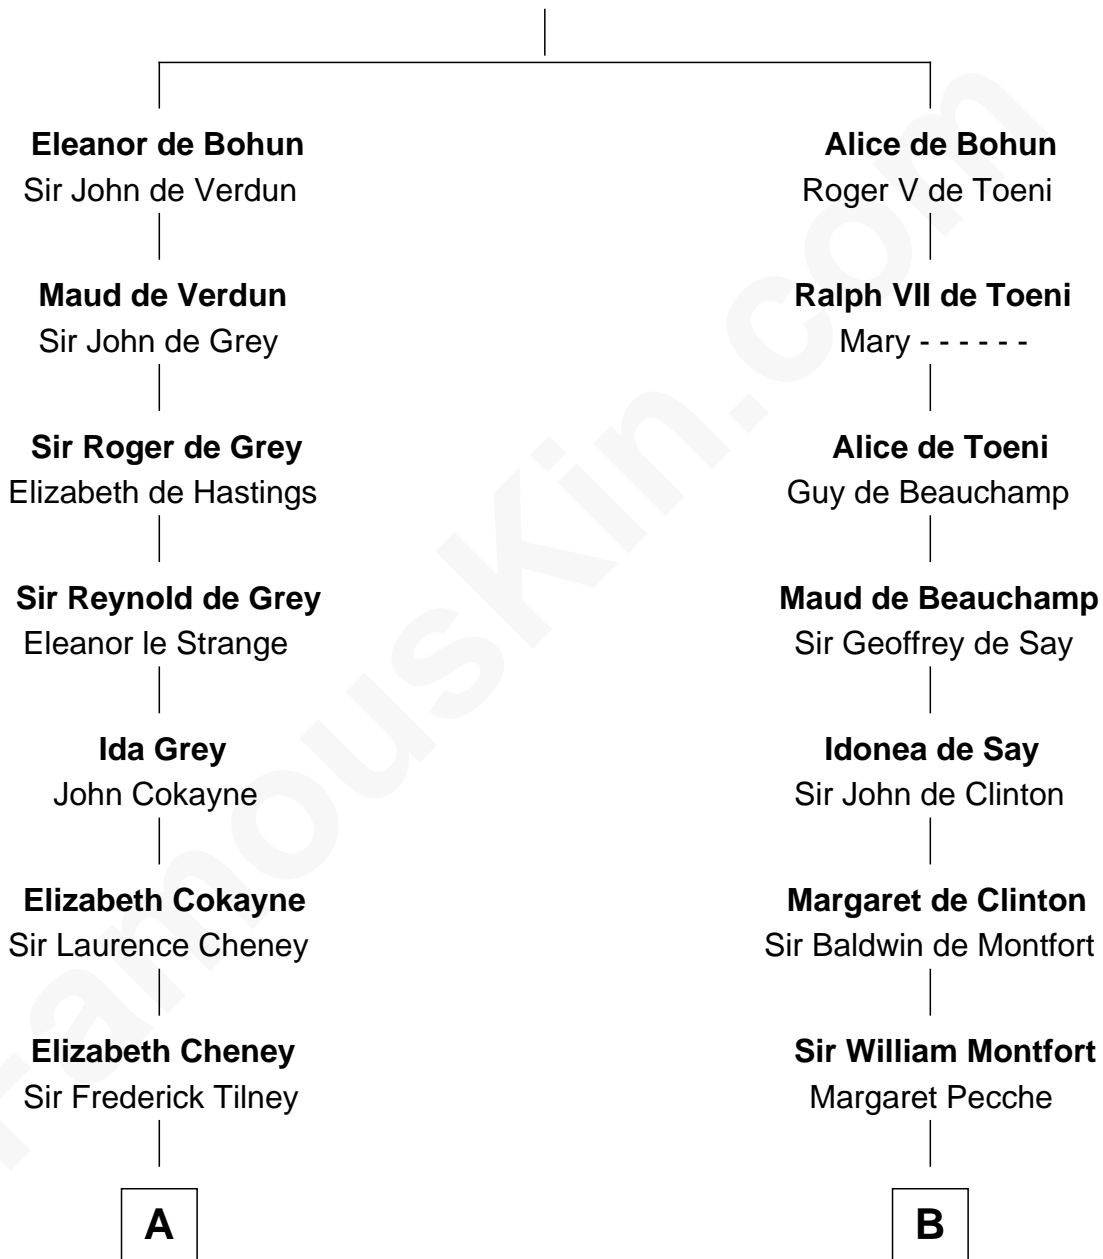 Eleanor de Bohun
Sir John de Verdun
Maud de Verdun
Sir John de Grey
Sir Roger de Grey
Elizabeth de Hastings
Sir Reynold de Grey
Eleanor le Strange
Ida Grey
John Cokayne
Elizabeth Cokayne
Sir Laurence Cheney
Elizabeth Cheney
Sir Frederick Tilney
A
Alice de Bohun
Roger V de Toeni
Ralph VII de Toeni
Mary - - - - - -
Alice de Toeni
Guy de Beauchamp
Maud de Beauchamp
Sir Geoffrey de Say
Idonea de Say
Sir John de Clinton
Margaret de Clinton
Sir Baldwin de Montfort
Sir William Montfort
Margaret Pecche
B
FamousKin.com